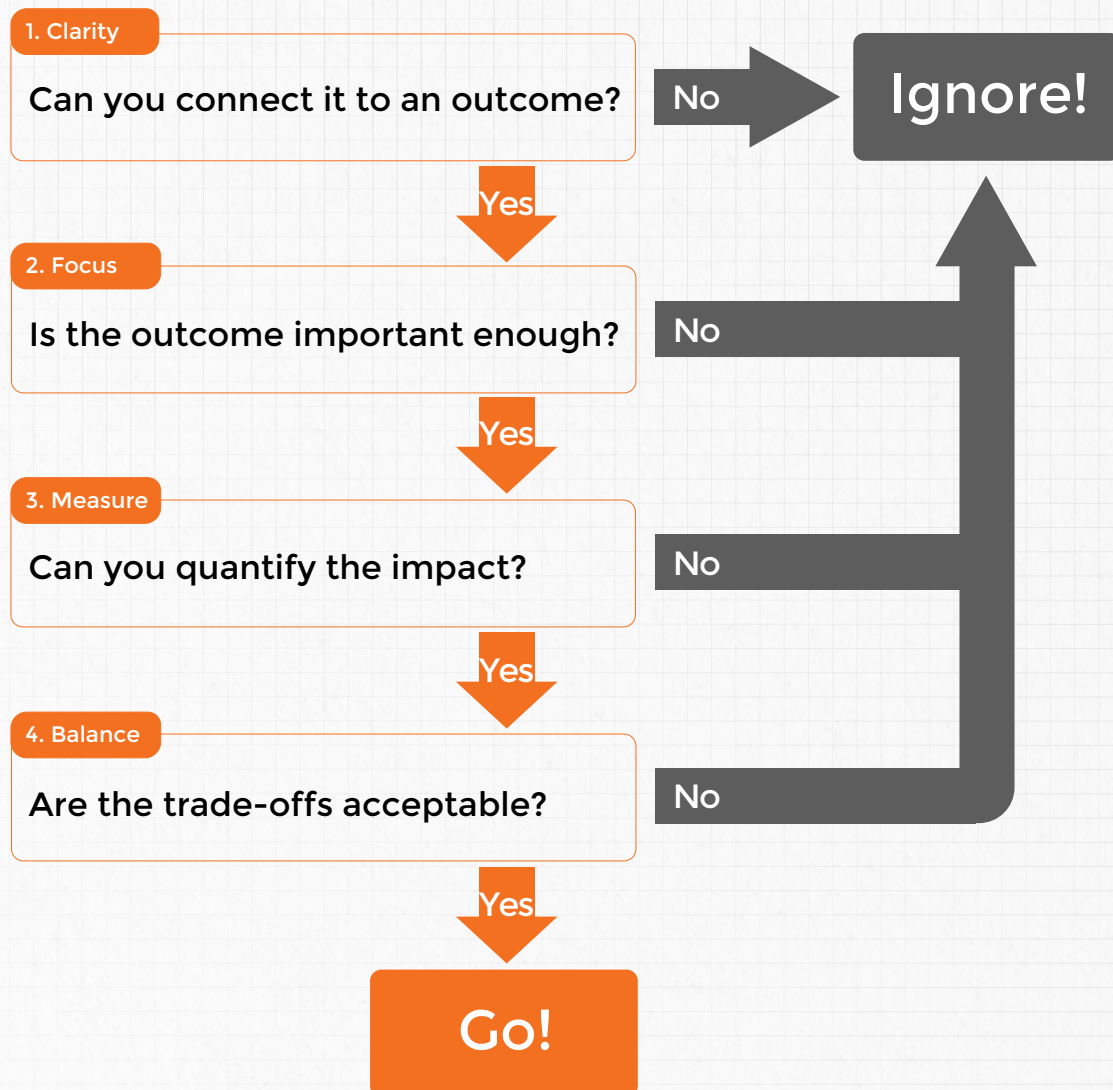 1. Clarity
Can you connect it to an outcome?
No
Ignore!
Yes
2. Focus
Is the outcome important enough?
No
Yes
3. Measure
Can you quantify the impact?
No
Yes
4. Balance
Are the trade-offs acceptable?
No
Yes
Go!